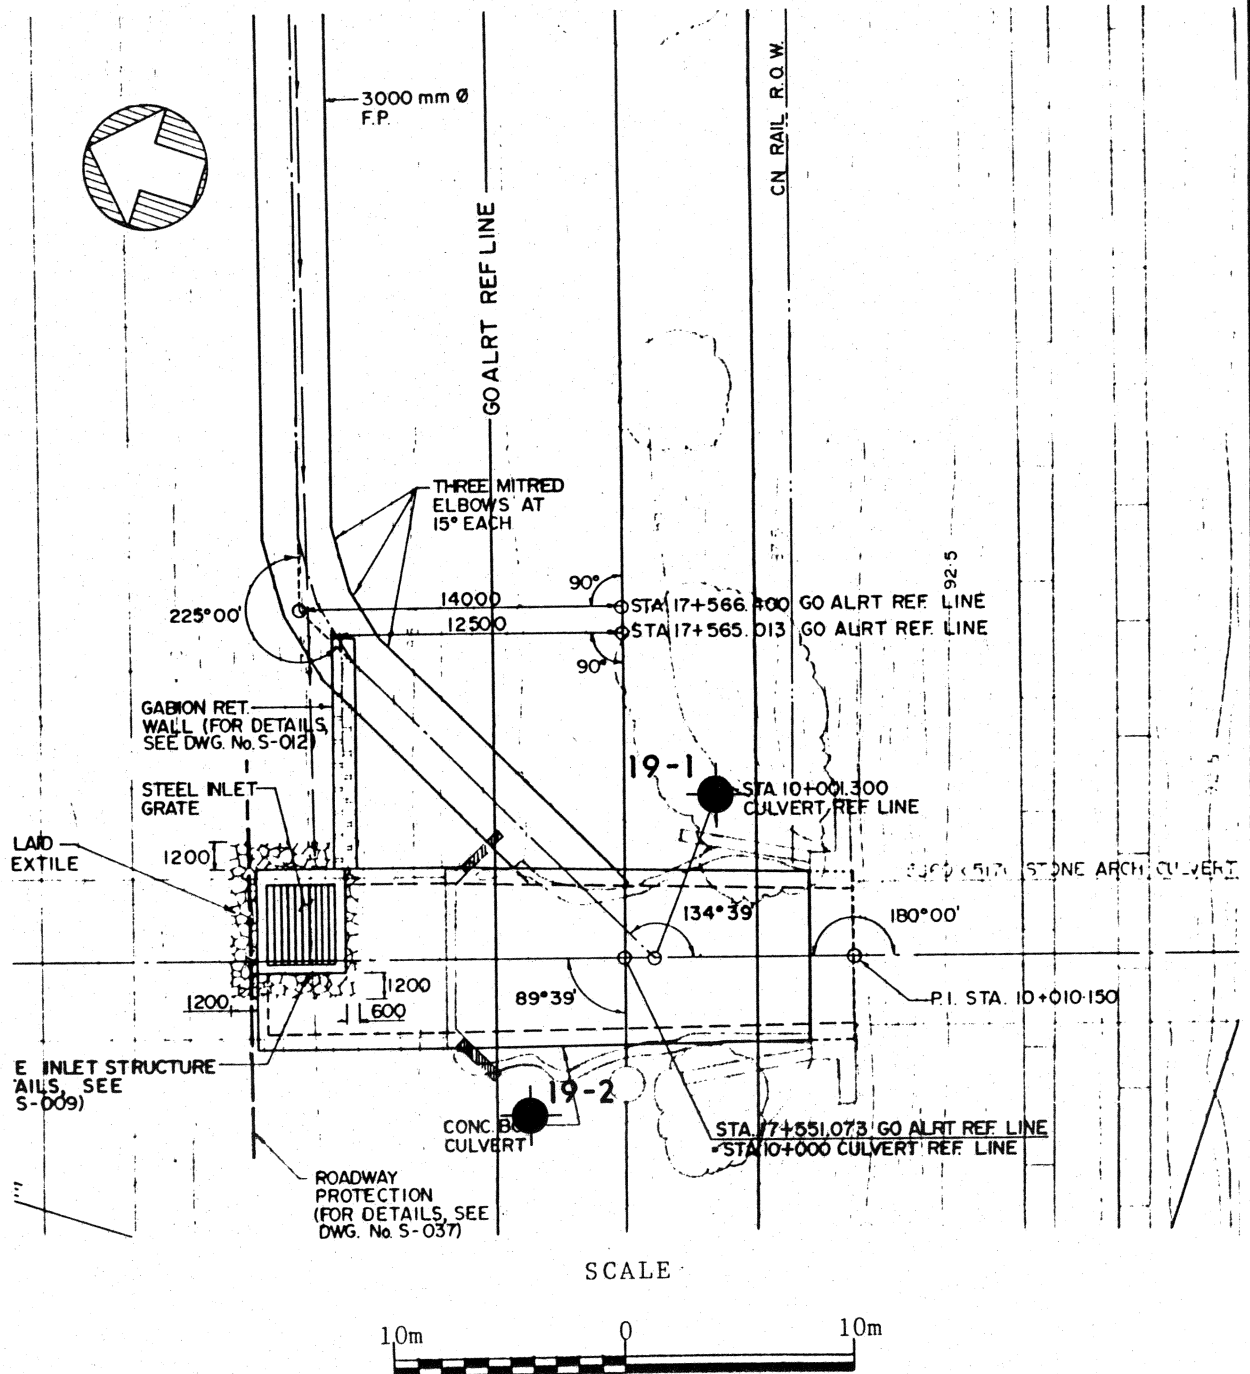 3000 mm Ø
F.P.
CN RAIL R.O.W.
GO ALRT REF LINE
THREE MITRED
ELBOWS AT
15° EACH
92·5
90°
14000
STA 17+566.400 GO ALRT REF. LINE
225°00'
12500
STA 17+565.013 GO ALRT REF. LINE
90°
GABION RET.
WALL (FOR DETAILS,
SEE DWG. No. S-012)
19-1
STEEL INLET
GRATE
STA. 10+001.300
CULVERT REF LINE
LAID
EXTILE
1200
STONE ARCH CULVERT
134°39'
180°00'
1200
1200
600
89°39'
P.I. STA. 10+010·150
E INLET STRUCTURE
AILS, SEE
S-009)
19-2
CONC. BO
CULVERT
STA. 17+551.073 GO ALRT REF. LINE
STA 10+000 CULVERT REF. LINE
ROADWAY
PROTECTION
(FOR DETAILS, SEE
DWG. No. S-037)
SCALE
10m 0 10m